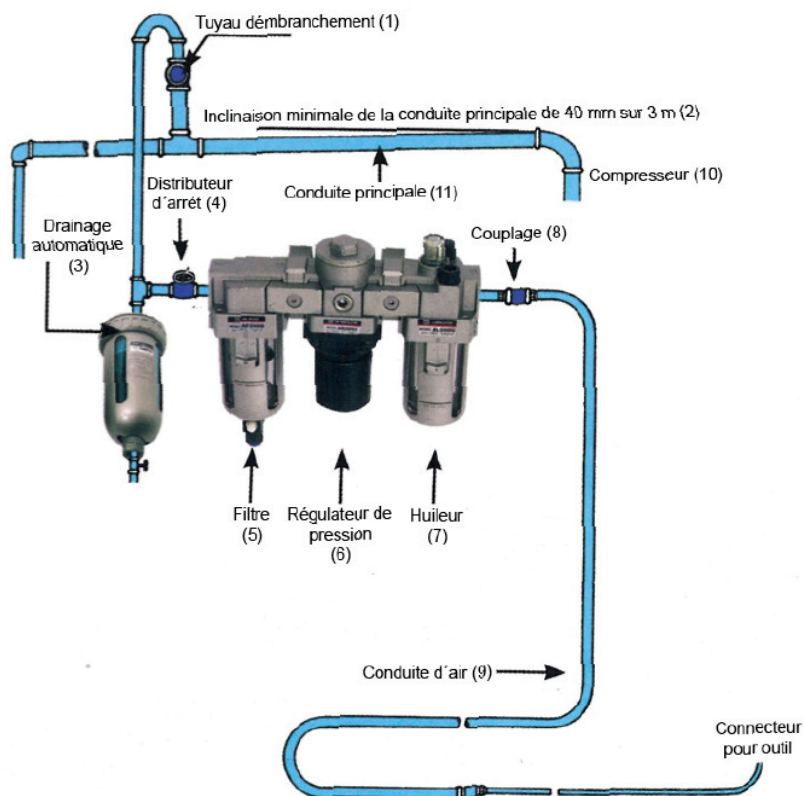 Tuyau démbranchement (1)
Inclinaison minimale de la conduite principale de 40 mm sur 3 m (2)
Compresseur (10)
Conduite principale (11)
Distributeur
d´arrét (4)
Drainage
automatique
(3)
Couplage (8)
Filtre
(5)
Régulateur de
pression
(6)
Huileur
(7)
Conduite d´air (9)
Connecteur
pour outil